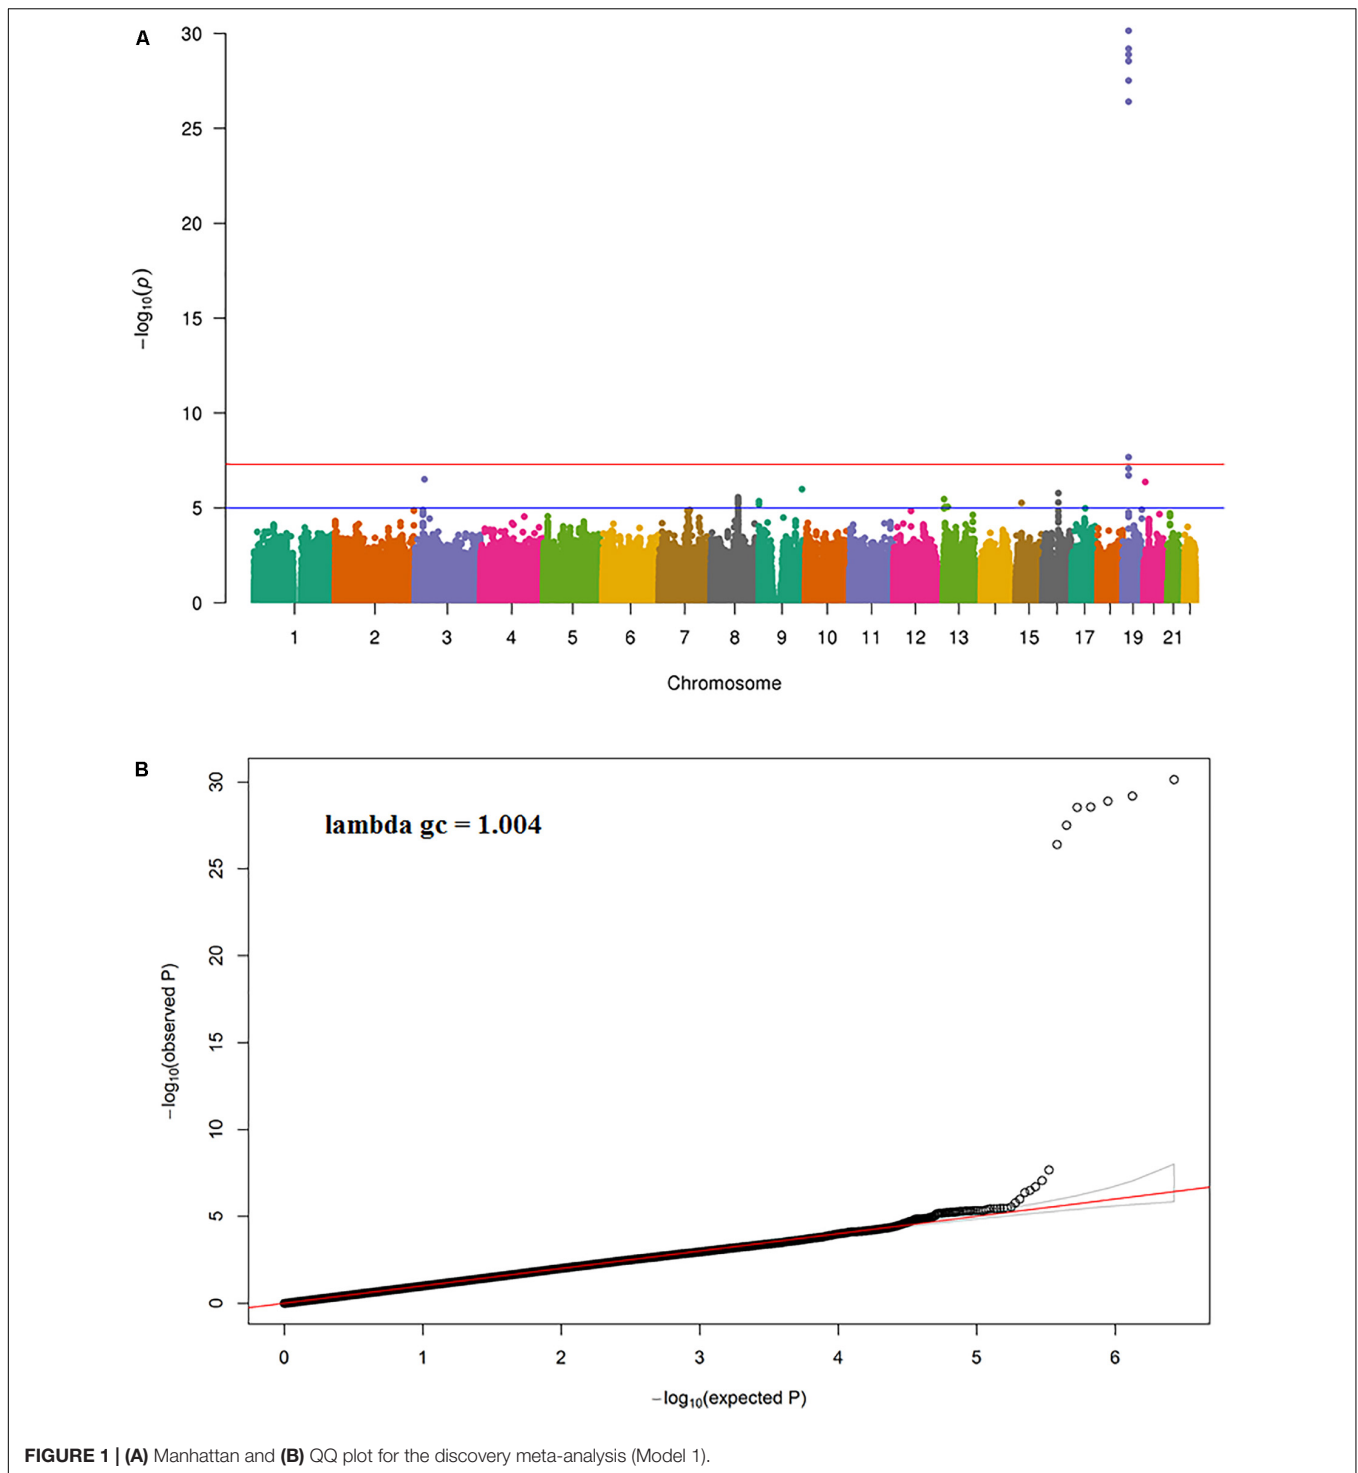 A
30
25
20
15
10
5
0
−log10(p)
1 2 3 4 5 6 7 8 9 10 11 12 13 15 17 19 21
Chromosome
B
lambda gc = 1.004
30
25
20
15
10
5
0
−log10(observed P)
0 1 2 3 4 5 6
−log10(expected P)
FIGURE 1 | (A) Manhattan and (B) QQ plot for the discovery meta-analysis (Model 1).